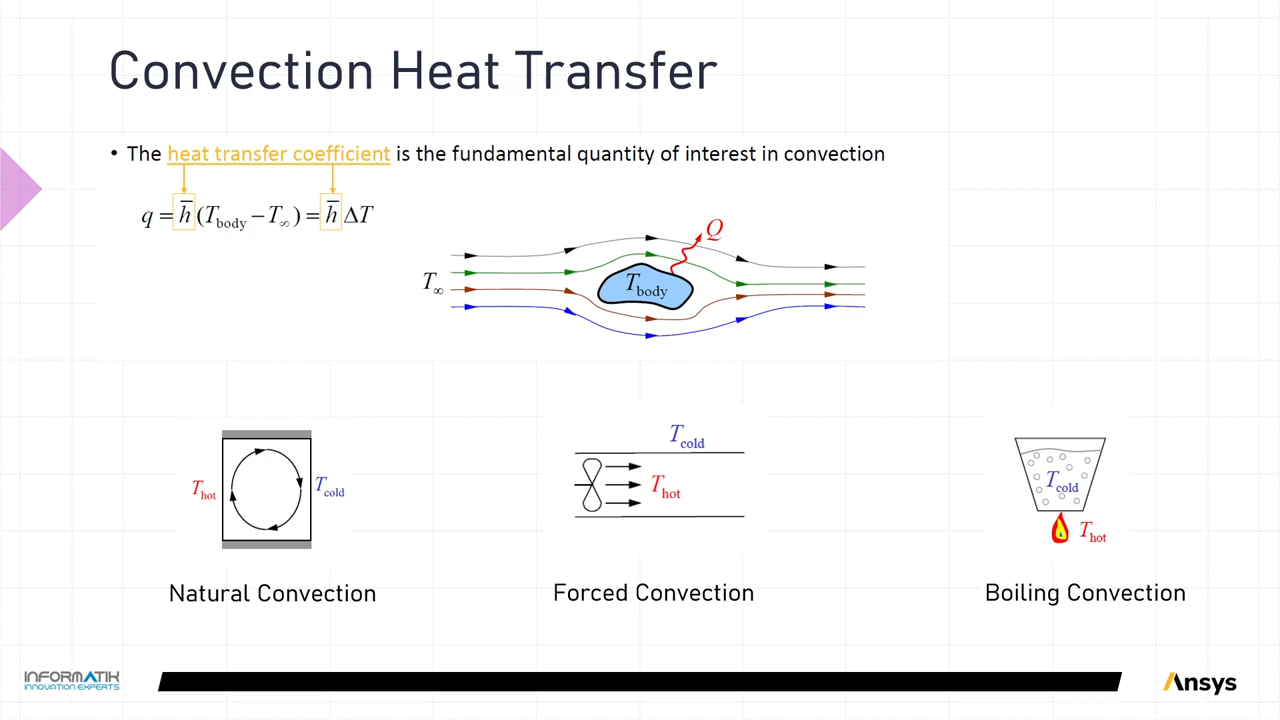 Convection Heat Transfer
• The heat transfer coefficient is the fundamental quantity of interest in convection
q = h̅ (T_body − T_∞) = h̅ ΔT
Q
T_∞
T_body
T_hot
T_cold
T_cold
T_hot
T_cold
T_hot
Natural Convection
Forced Convection
Boiling Convection
INFORMATIK
INNOVATION EXPERTS
Ansys